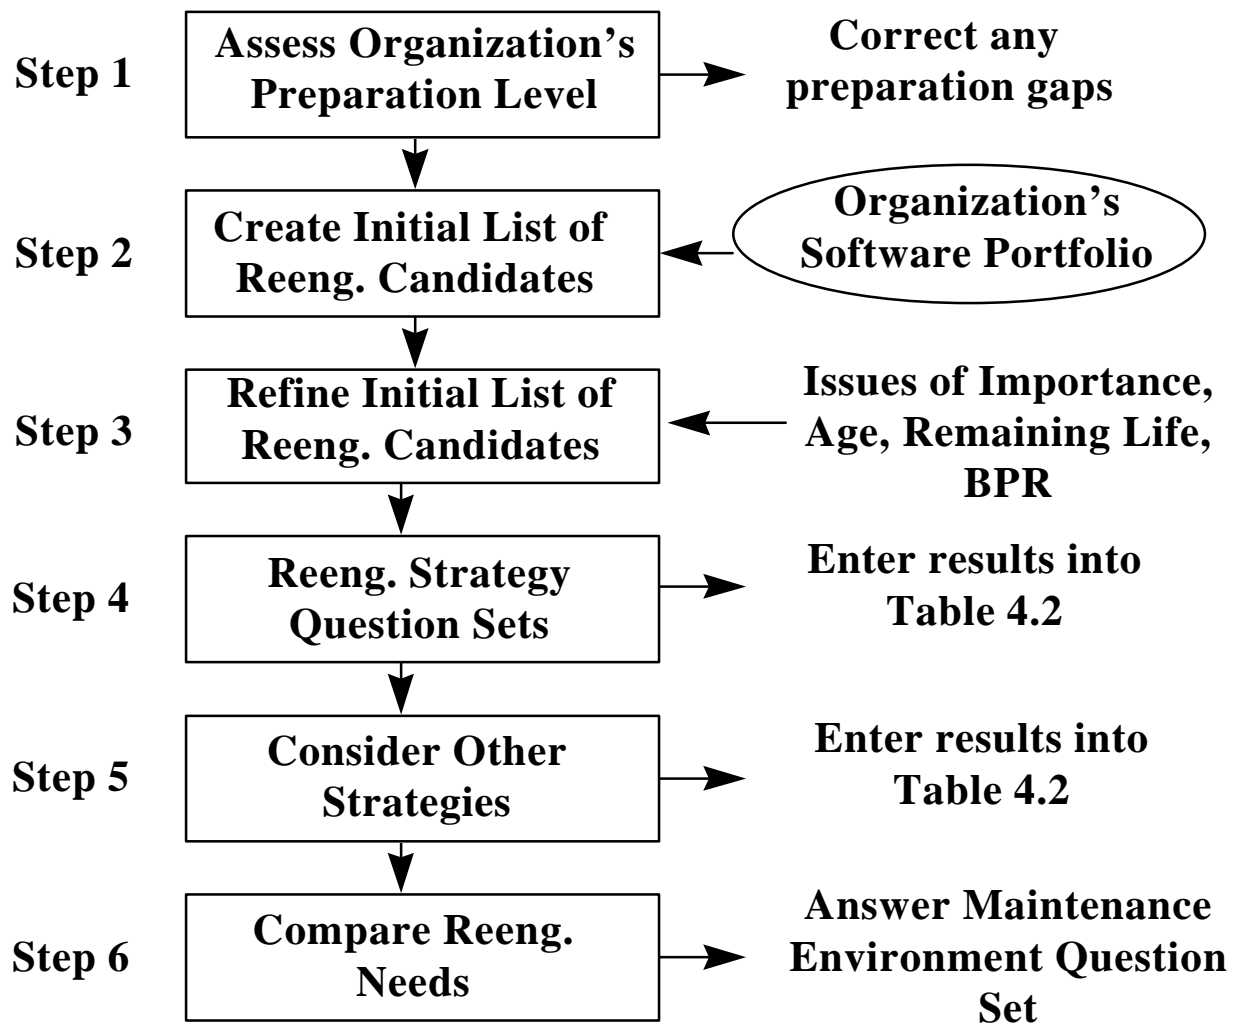 Step 1
Assess Organization’s
Preparation Level
Correct any
preparation gaps
Step 2
Create Initial List of
Reeng. Candidates
Organization’s
Software Portfolio
Step 3
Refine Initial List of
Reeng. Candidates
Issues of Importance,
Age, Remaining Life,
BPR
Step 4
Reeng. Strategy
Question Sets
Enter results into
Table 4.2
Step 5
Consider Other
Strategies
Enter results into
Table 4.2
Step 6
Compare Reeng.
Needs
Answer Maintenance
Environment Question
Set